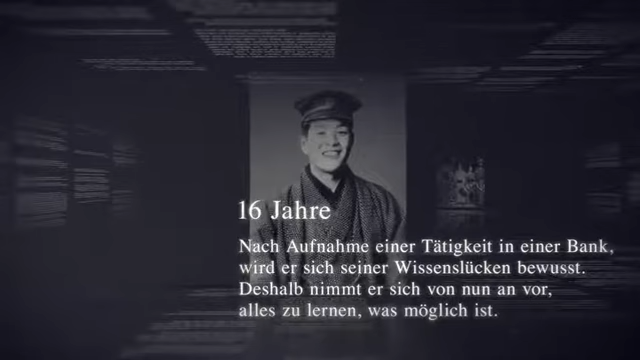 16 Jahre
Nach Aufnahme einer Tätigkeit in einer Bank,
wird er sich seiner Wissenslücken bewusst.
Deshalb nimmt er sich von nun an vor,
alles zu lernen, was möglich ist.